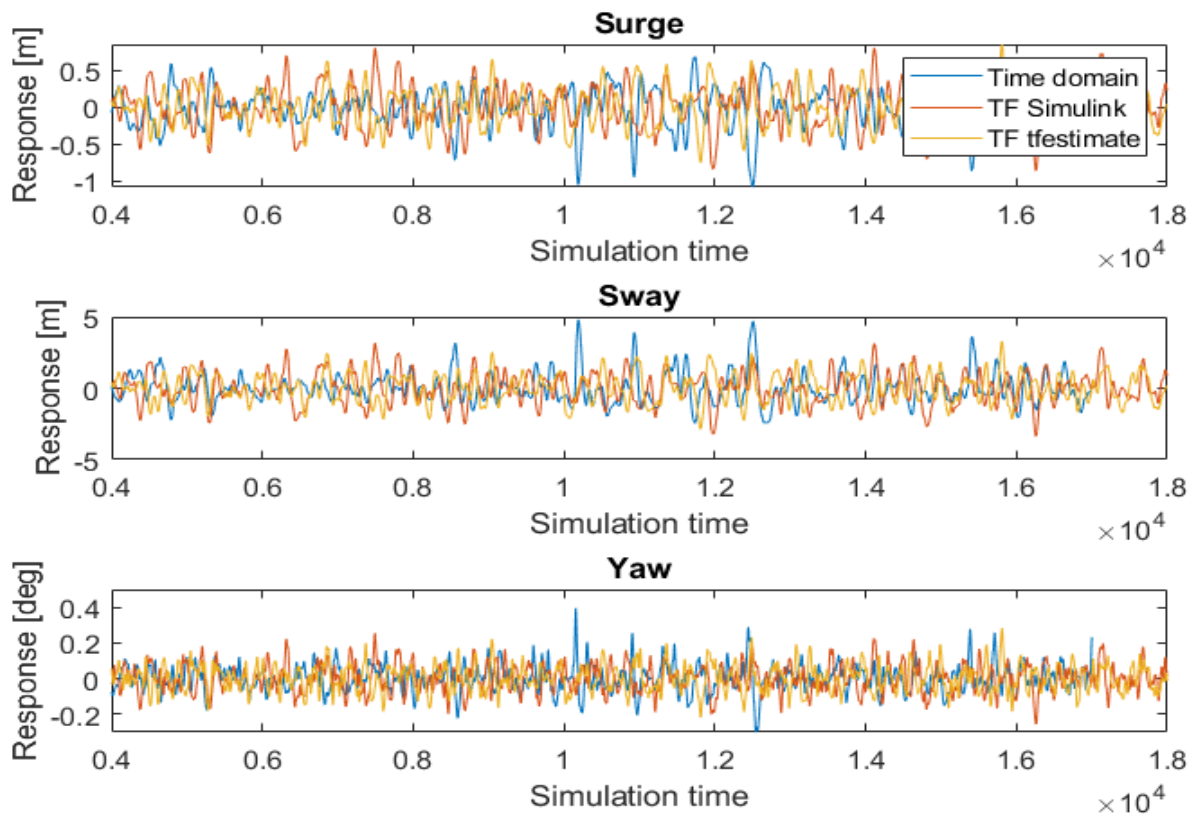 Surge
Response [m]
0.5
0
-0.5
-1
Time domain
TF Simulink
TF tfestimate
0.4 0.6 0.8 1 1.2 1.4 1.6 1.8
Simulation time
×10^4
Sway
Response [m]
5
0
-5
0.4 0.6 0.8 1 1.2 1.4 1.6 1.8
Simulation time
×10^4
Yaw
Response [deg]
0.4
0.2
0
-0.2
0.4 0.6 0.8 1 1.2 1.4 1.6 1.8
Simulation time
×10^4